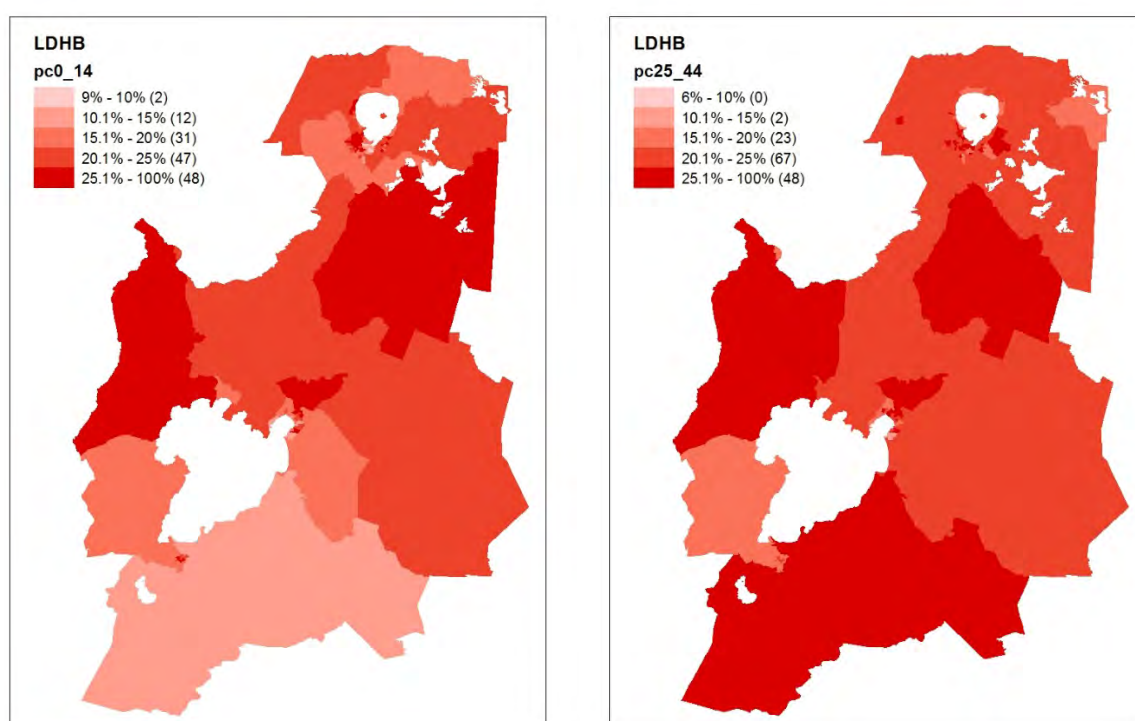 LDHB
pc0_14
9% - 10% (2)
10.1% - 15% (12)
15.1% - 20% (31)
20.1% - 25% (47)
25.1% - 100% (48)
LDHB
pc25_44
6% - 10% (0)
10.1% - 15% (2)
15.1% - 20% (23)
20.1% - 25% (67)
25.1% - 100% (48)